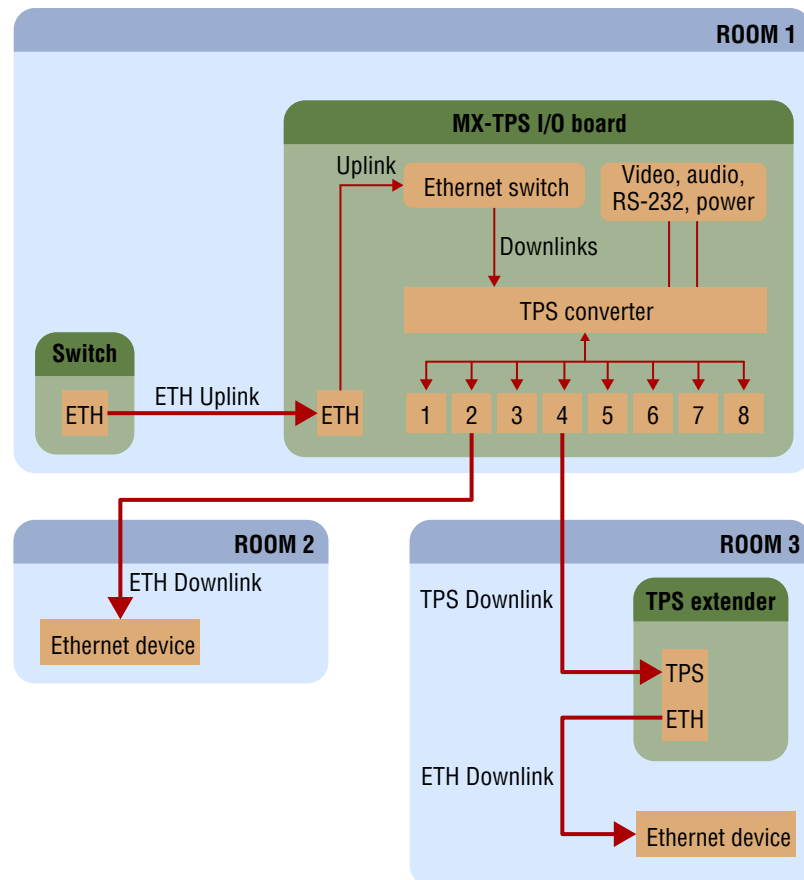 ROOM 1
MX-TPS I/O board
Uplink
Ethernet switch
Video, audio,
RS-232, power
Downlinks
TPS converter
Switch
ETH
ETH Uplink
ETH
1 2 3 4 5 6 7 8
ROOM 2
ETH Downlink
Ethernet device
ROOM 3
TPS Downlink
TPS extender
TPS
ETH
ETH Downlink
Ethernet device